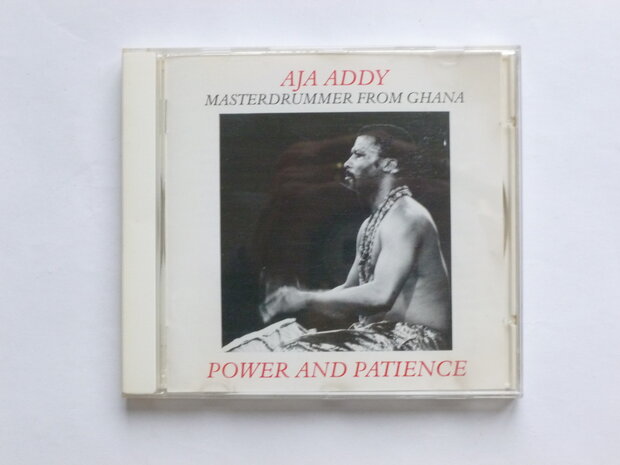 AJA ADDY
MASTERDRUMMER FROM GHANA
POWER AND PATIENCE